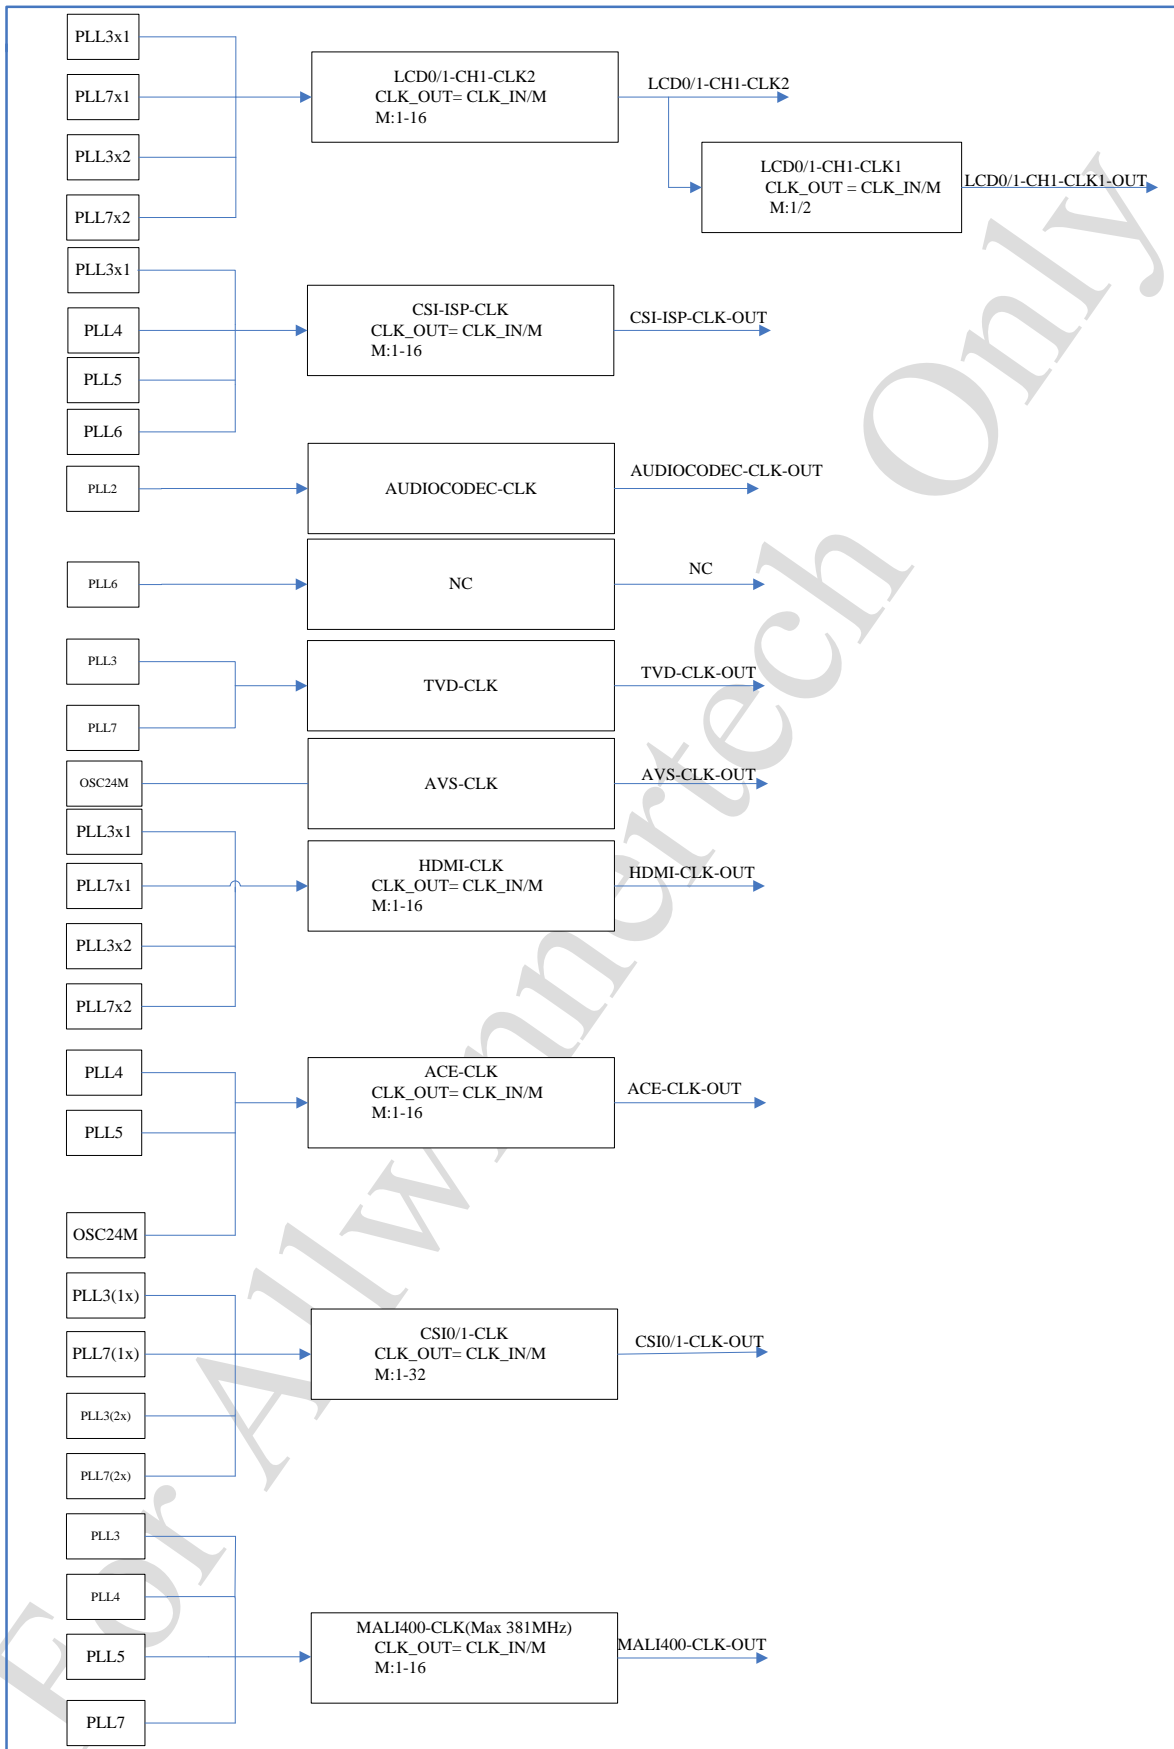 PLL3x1
PLL7x1
PLL3x2
PLL7x2
LCD0/1-CH1-CLK2
CLK_OUT= CLK_IN/M
M:1-16
LCD0/1-CH1-CLK2
LCD0/1-CH1-CLK1
CLK_OUT = CLK_IN/M
M:1/2
LCD0/1-CH1-CLK1-OUT
PLL3x1
PLL4
PLL5
PLL6
CSI-ISP-CLK
CLK_OUT= CLK_IN/M
M:1-16
CSI-ISP-CLK-OUT
PLL2
AUDIOCODEC-CLK
AUDIOCODEC-CLK-OUT
PLL6
NC
NC
PLL3
PLL7
TVD-CLK
TVD-CLK-OUT
OSC24M
AVS-CLK
AVS-CLK-OUT
PLL3x1
PLL7x1
PLL3x2
PLL7x2
HDMI-CLK
CLK_OUT= CLK_IN/M
M:1-16
HDMI-CLK-OUT
PLL4
PLL5
OSC24M
ACE-CLK
CLK_OUT= CLK_IN/M
M:1-16
ACE-CLK-OUT
PLL3(1x)
PLL7(1x)
PLL3(2x)
PLL7(2x)
CSI0/1-CLK
CLK_OUT= CLK_IN/M
M:1-32
CSI0/1-CLK-OUT
PLL3
PLL4
PLL5
PLL7
MALI400-CLK(Max 381MHz)
CLK_OUT= CLK_IN/M
M:1-16
MALI400-CLK-OUT
For Allwinnertech Only